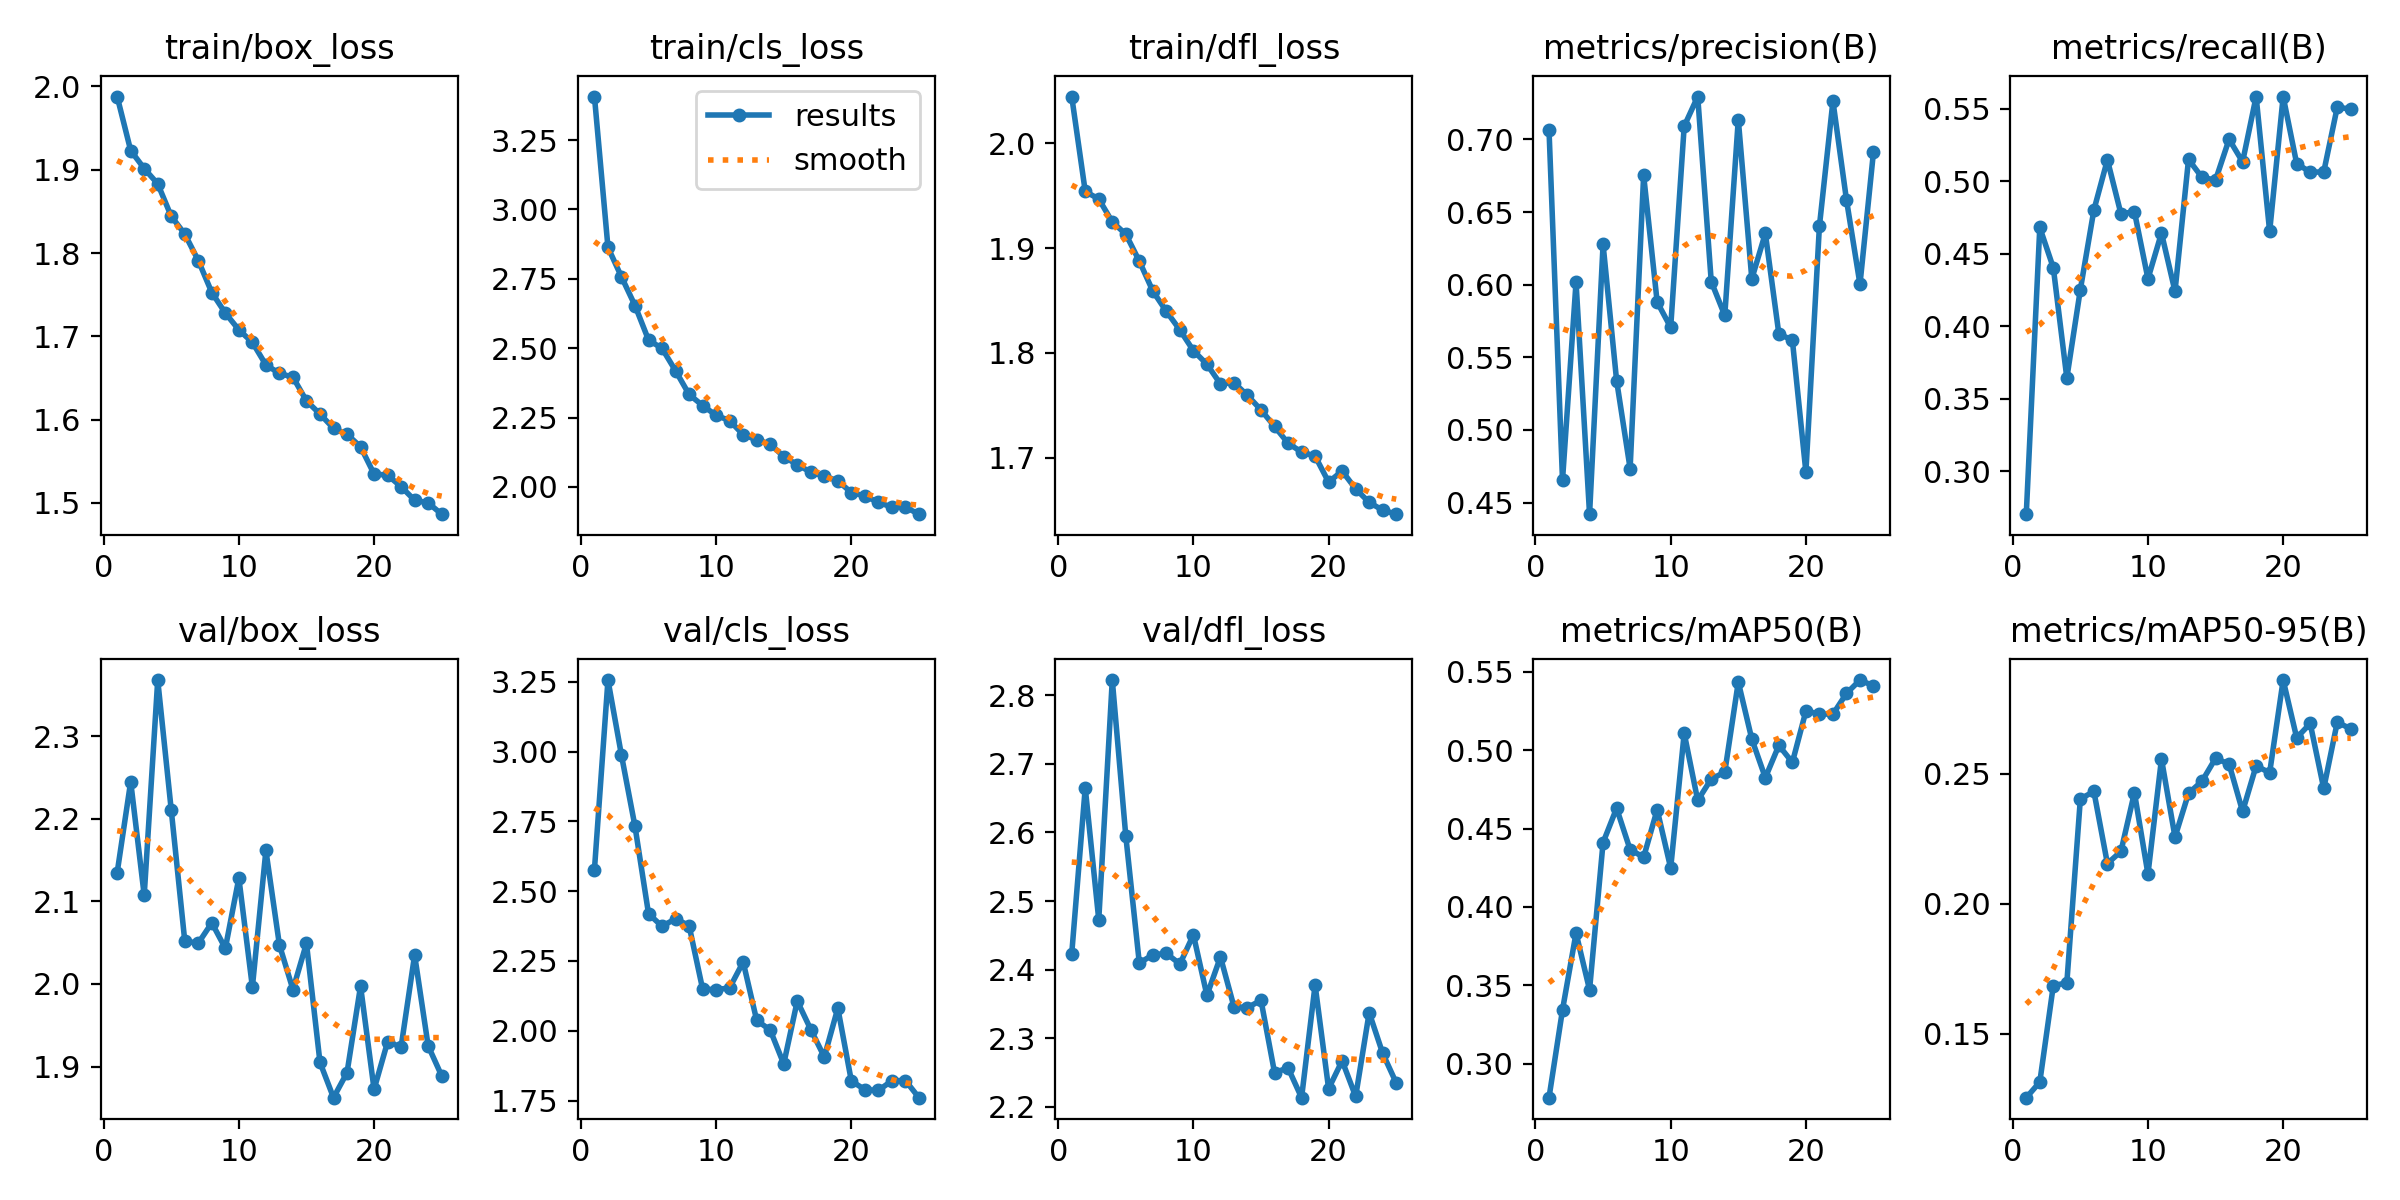 train/box_loss
2.0
1.9
1.8
1.7
1.6
1.5
0 10 20
train/cls_loss
results
smooth
3.25
3.00
2.75
2.50
2.25
2.00
0 10 20
train/dfl_loss
2.0
1.9
1.8
1.7
0 10 20
metrics/precision(B)
0.70
0.65
0.60
0.55
0.50
0.45
0 10 20
metrics/recall(B)
0.55
0.50
0.45
0.40
0.35
0.30
0 10 20
val/box_loss
2.3
2.2
2.1
2.0
1.9
0 10 20
val/cls_loss
3.25
3.00
2.75
2.50
2.25
2.00
1.75
0 10 20
val/dfl_loss
2.8
2.7
2.6
2.5
2.4
2.3
2.2
0 10 20
metrics/mAP50(B)
0.55
0.50
0.45
0.40
0.35
0.30
0 10 20
metrics/mAP50-95(B)
0.25
0.20
0.15
0 10 20